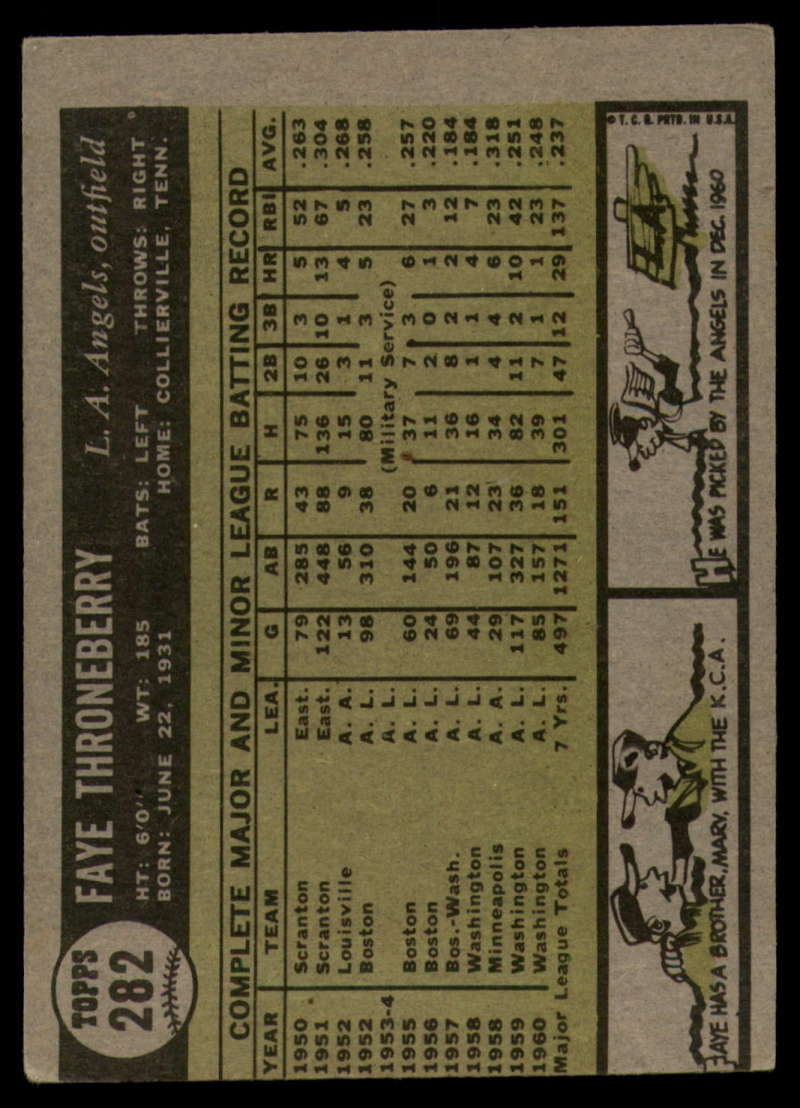 TOPPS
282
FAYE THRONEBERRY L. A. Angels, outfield
HT: 6'0" WT: 185 BATS: LEFT THROWS: RIGHT
BORN: JUNE 22, 1931 HOME: COLLIERVILLE, TENN.
COMPLETE MAJOR AND MINOR LEAGUE BATTING RECORD
YEAR TEAM LEA. G AB R H 2B 3B HR RBI AVG.
1950 Scranton East. 79 285 43 75 10 3 5 52 .263
1951 Scranton East. 122 448 88 136 26 10 13 67 .304
1952 Louisville A. A. 13 56 9 15 3 1 4 5 .268
1952 Boston A. L. 98 310 38 80 11 3 5 23 .258
1953-4 A. L. (Military Service)
1955 Boston A. L. 60 144 20 37 7 3 6 27 .257
1956 Boston A. L. 24 50 6 11 2 0 1 3 .220
1957 Bos.-Wash. A. L. 69 196 21 36 8 2 2 12 .184
1958 Washington A. L. 44 87 12 16 1 1 4 7 .184
1958 Minneapolis A. A. 29 107 23 34 4 4 6 23 .318
1959 Washington A. L. 117 327 36 82 11 2 10 42 .251
1960 Washington A. L. 85 157 18 39 7 1 1 23 .248
Major League Totals 7 Yrs. 497 1271 151 301 47 12 29 137 .237
FAYE HAS A BROTHER, MARV, WITH THE K.C.A.
© T. C. G. PRTD. IN U.S.A.
L.A.
HE WAS PICKED BY THE ANGELS IN DEC. 1960